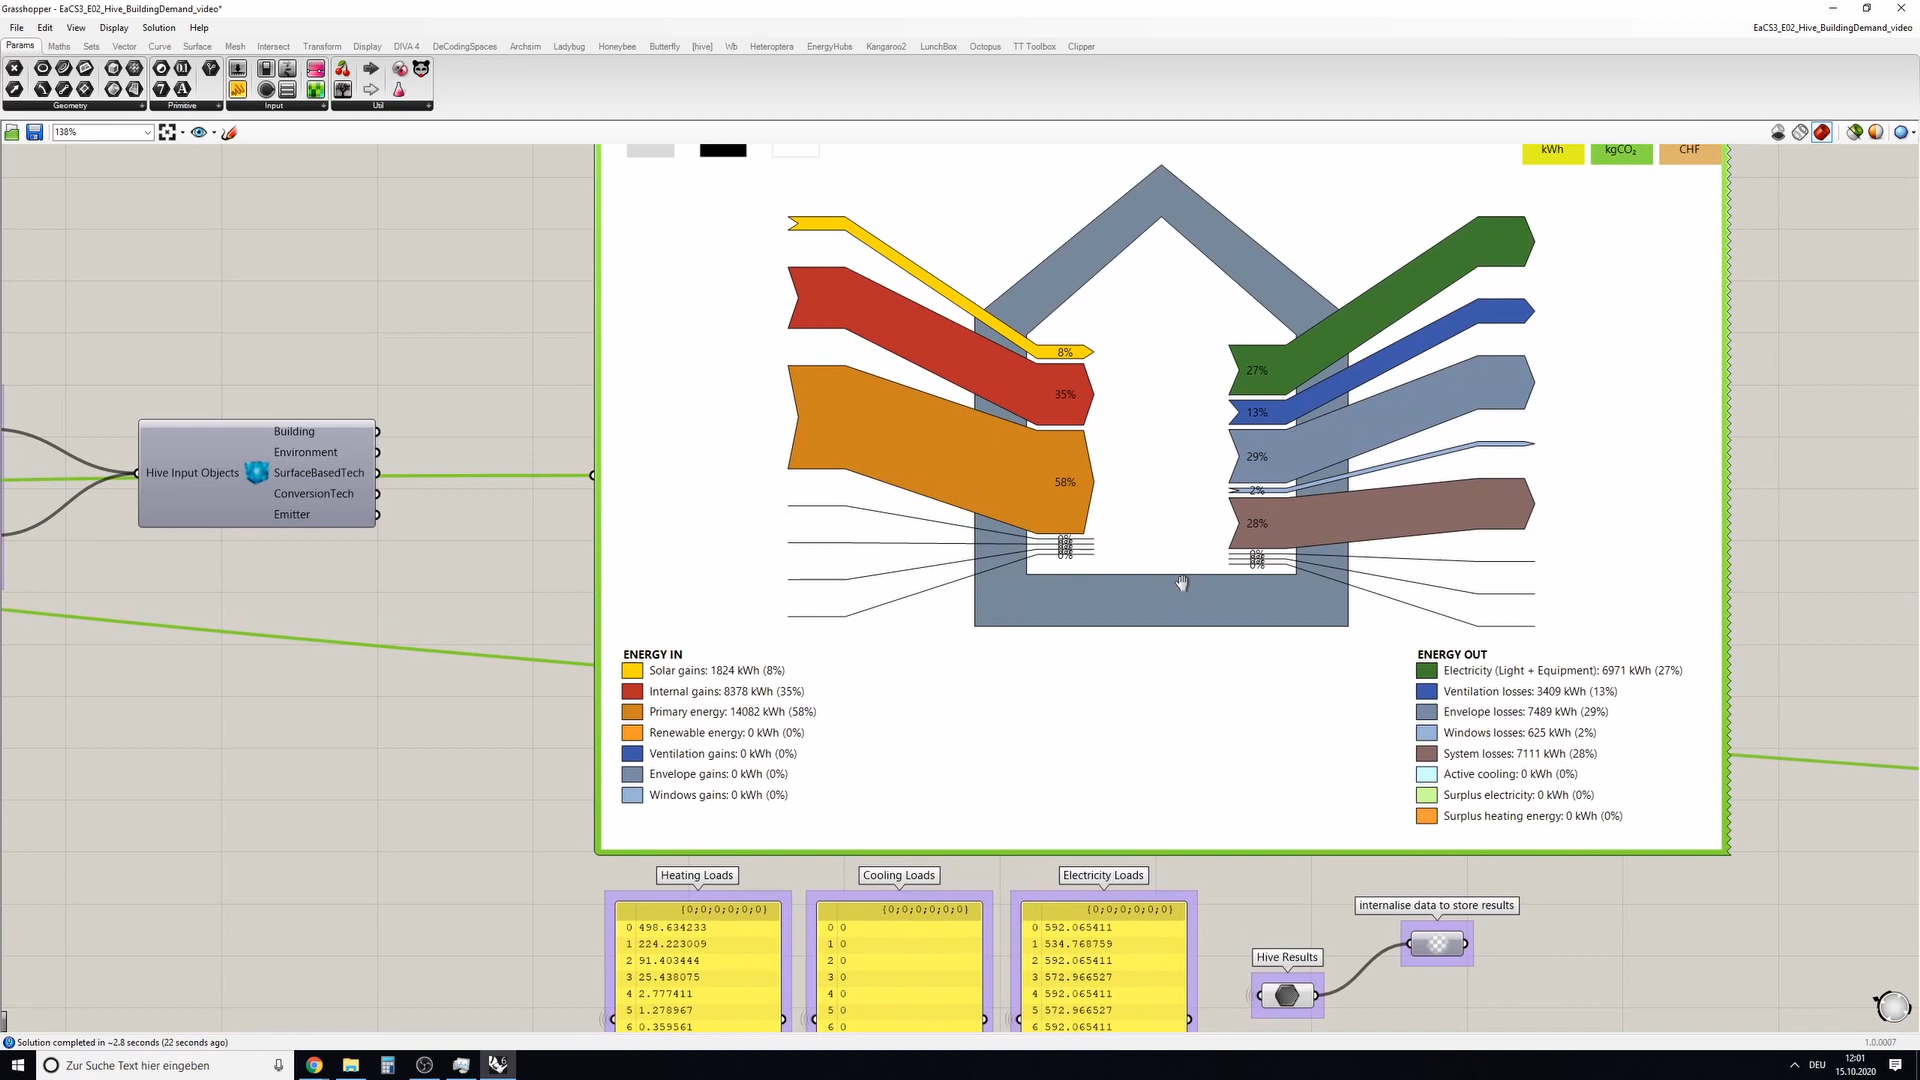 Grasshopper - EaCS3_E02_Hive_BuildingDemand_video*
File Edit View Display Solution Help
EaCS3_E02_Hive_BuildingDemand_video
Params Maths Sets Vector Curve Surface Mesh Intersect Transform Display DIVA 4 DeCodingSpaces Archsim Ladybug Honeybee Butterfly [hive] Wb Heteroptera EnergyHubs Kangaroo2 LunchBox Octopus TT Toolbox Clipper
Geometry Primitive Input Util
138%
kWh kgCO₂ CHF
8%
35%
58%
0%
0%
27%
13%
29%
2%
28%
0%
0%
Hive Input Objects
Building
Environment
SurfaceBasedTech
ConversionTech
Emitter
ENERGY IN
Solar gains: 1824 kWh (8%)
Internal gains: 8378 kWh (35%)
Primary energy: 14082 kWh (58%)
Renewable energy: 0 kWh (0%)
Ventilation gains: 0 kWh (0%)
Envelope gains: 0 kWh (0%)
Windows gains: 0 kWh (0%)
ENERGY OUT
Electricity (Light + Equipment): 6971 kWh (27%)
Ventilation losses: 3409 kWh (13%)
Envelope losses: 7489 kWh (29%)
Windows losses: 625 kWh (2%)
System losses: 7111 kWh (28%)
Active cooling: 0 kWh (0%)
Surplus electricity: 0 kWh (0%)
Surplus heating energy: 0 kWh (0%)
Heating Loads
{0;0;0;0;0;0}
0 498.634233
1 224.223009
2 91.403444
3 25.438075
4 2.777411
5 1.278967
6 0.359561
Cooling Loads
{0;0;0;0;0;0}
0 0
1 0
2 0
3 0
4 0
5 0
6 0
Electricity Loads
{0;0;0;0;0;0}
0 592.065411
1 534.768759
2 592.065411
3 572.966527
4 592.065411
5 572.966527
6 592.065411
Hive Results
internalise data to store results
Solution completed in ~2.8 seconds (22 seconds ago)
1.0.0007
Zur Suche Text hier eingeben
DEU
12:01
15.10.2020